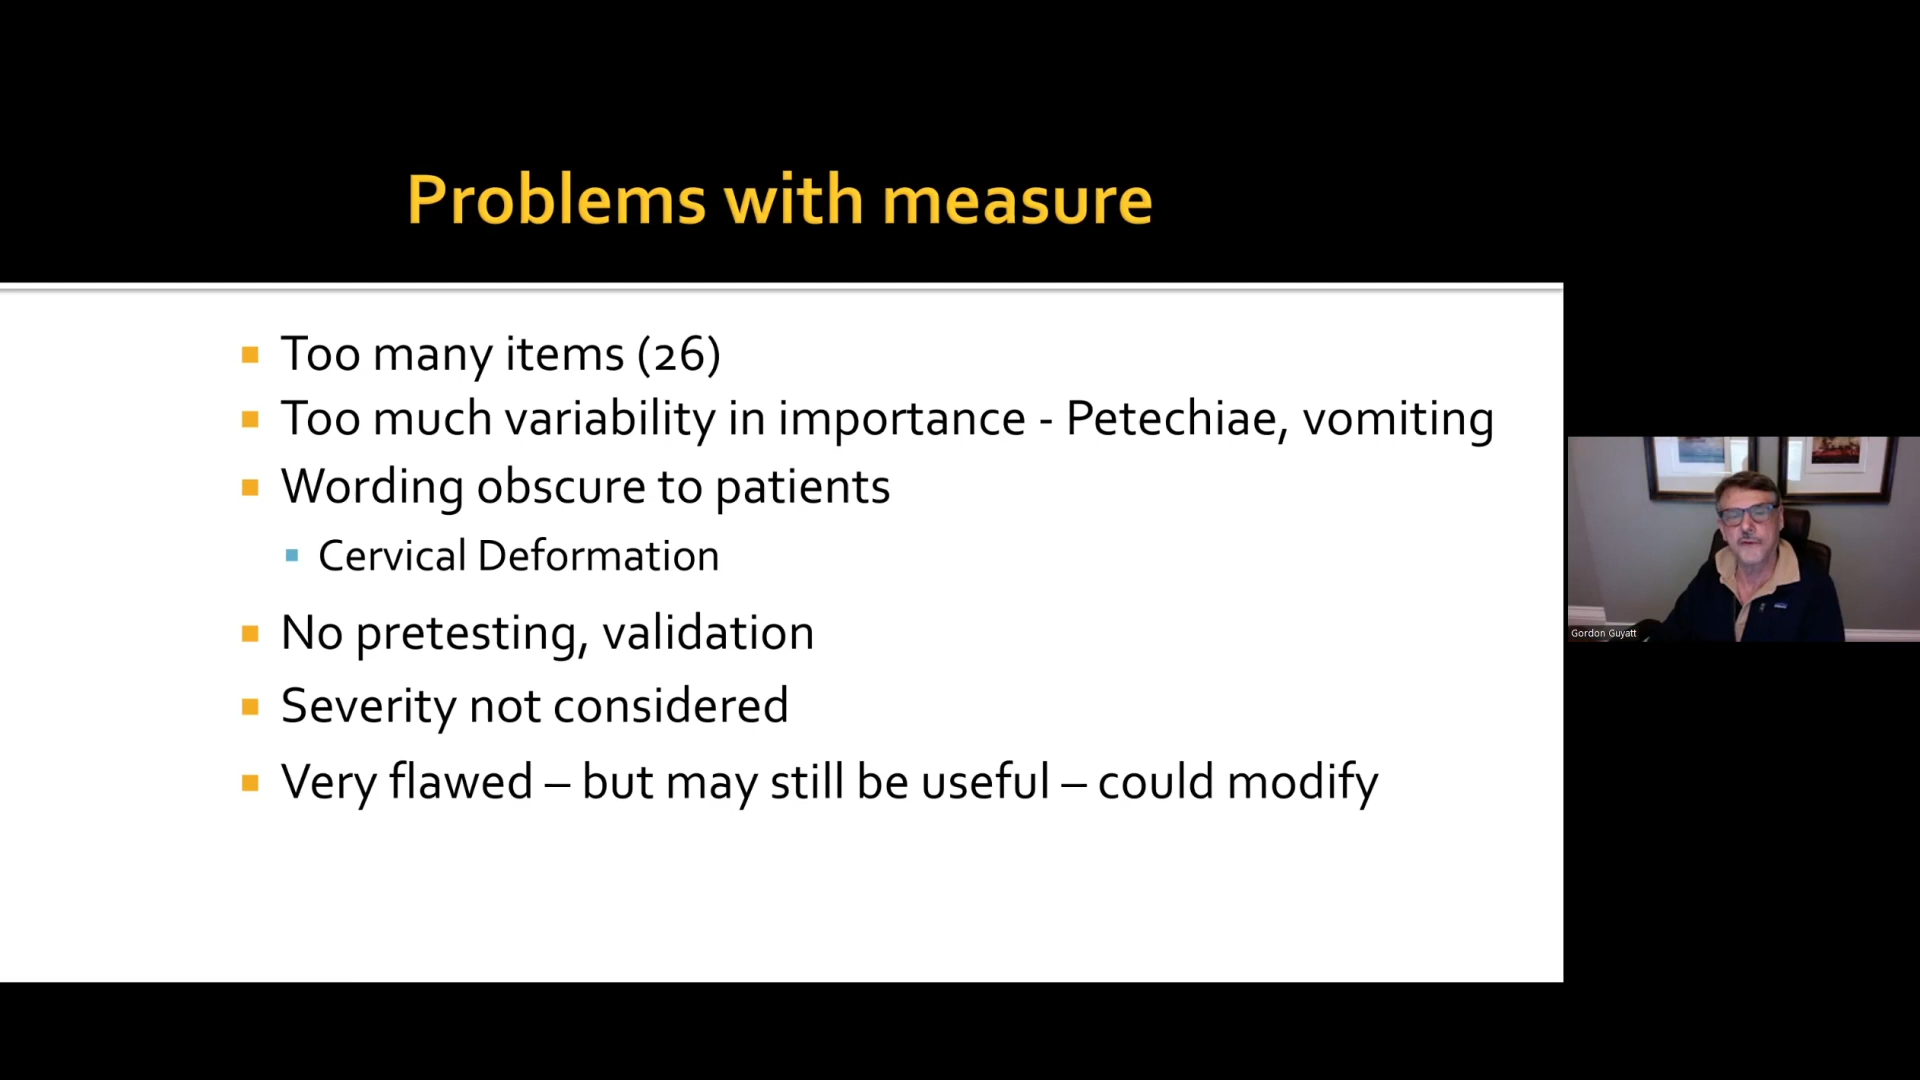 Problems with measure
Too many items (26)
Too much variability in importance - Petechiae, vomiting
Wording obscure to patients
Cervical Deformation
No pretesting, validation
Severity not considered
Very flawed – but may still be useful – could modify
Gordon Guyatt